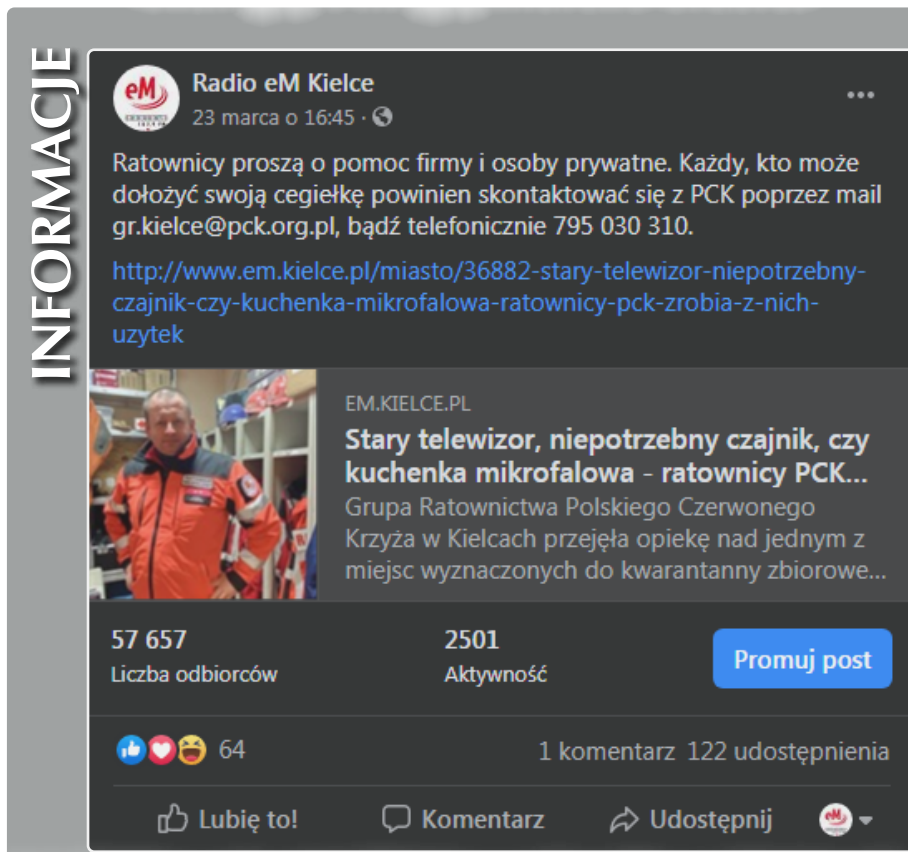 INFORMACJE
eM
Radio eM Kielce
23 marca o 16:45 ·
Ratownicy proszą o pomoc firmy i osoby prywatne. Każdy, kto może
dołożyć swoją cegiełkę powinien skontaktować się z PCK poprzez mail
gr.kielce@pck.org.pl, bądź telefonicznie 795 030 310.
http://www.em.kielce.pl/miasto/36882-stary-telewizor-niepotrzebny-
czajnik-czy-kuchenka-mikrofalowa-ratownicy-pck-zrobia-z-nich-
uzytek
EM.KIELCE.PL
Stary telewizor, niepotrzebny czajnik, czy
kuchenka mikrofalowa - ratownicy PCK...
Grupa Ratownictwa Polskiego Czerwonego
Krzyża w Kielcach przejęła opiekę nad jednym z
miejsc wyznaczonych do kwarantanny zbiorowe...
57 657 2501
Liczba odbiorców Aktywność Promuj post
64 1 komentarz 122 udostępnienia
Lubię to! Komentarz Udostępnij eM